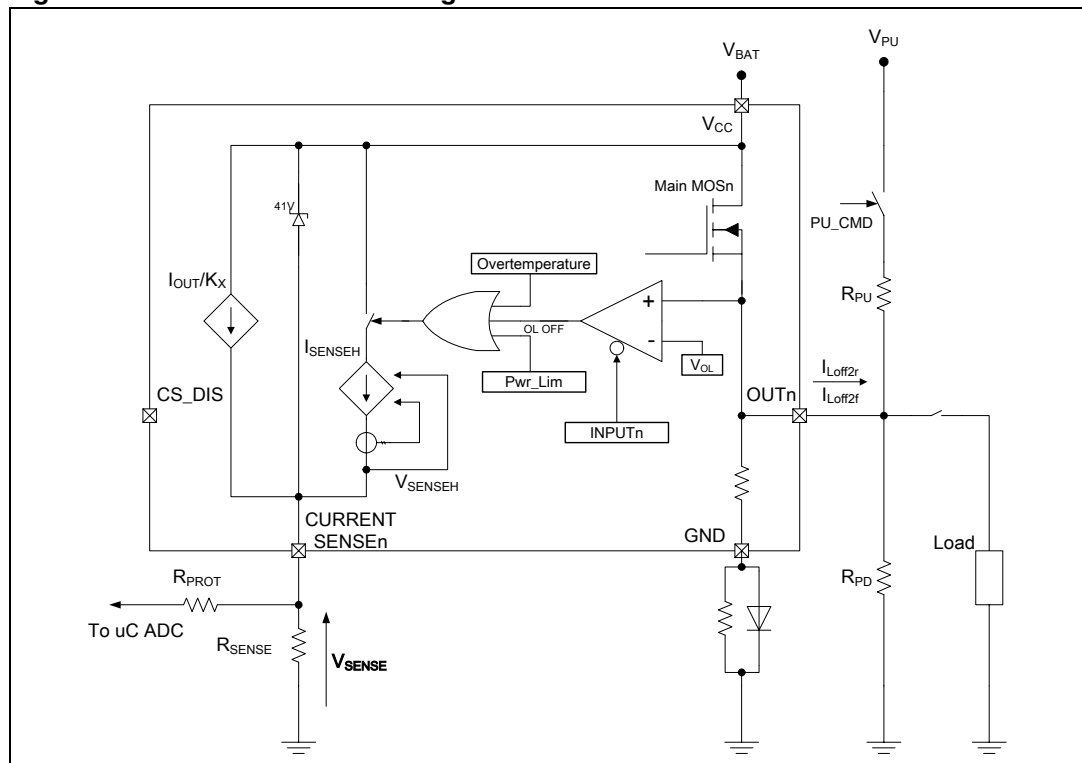 V_BAT
V_PU
V_CC
Main MOSn
41V
PU_CMD
Overtemperature
R_PU
I_OUT/K_X
OL OFF
+
-
I_SENSEH
V_OL
I_Loff2r
I_Loff2f
Pwr_Lim
CS_DIS
OUTn
INPUTn
V_SENSEH
CURRENT
SENSEn
GND
Load
R_PROT
R_PD
To uC ADC
R_SENSE
V_SENSE